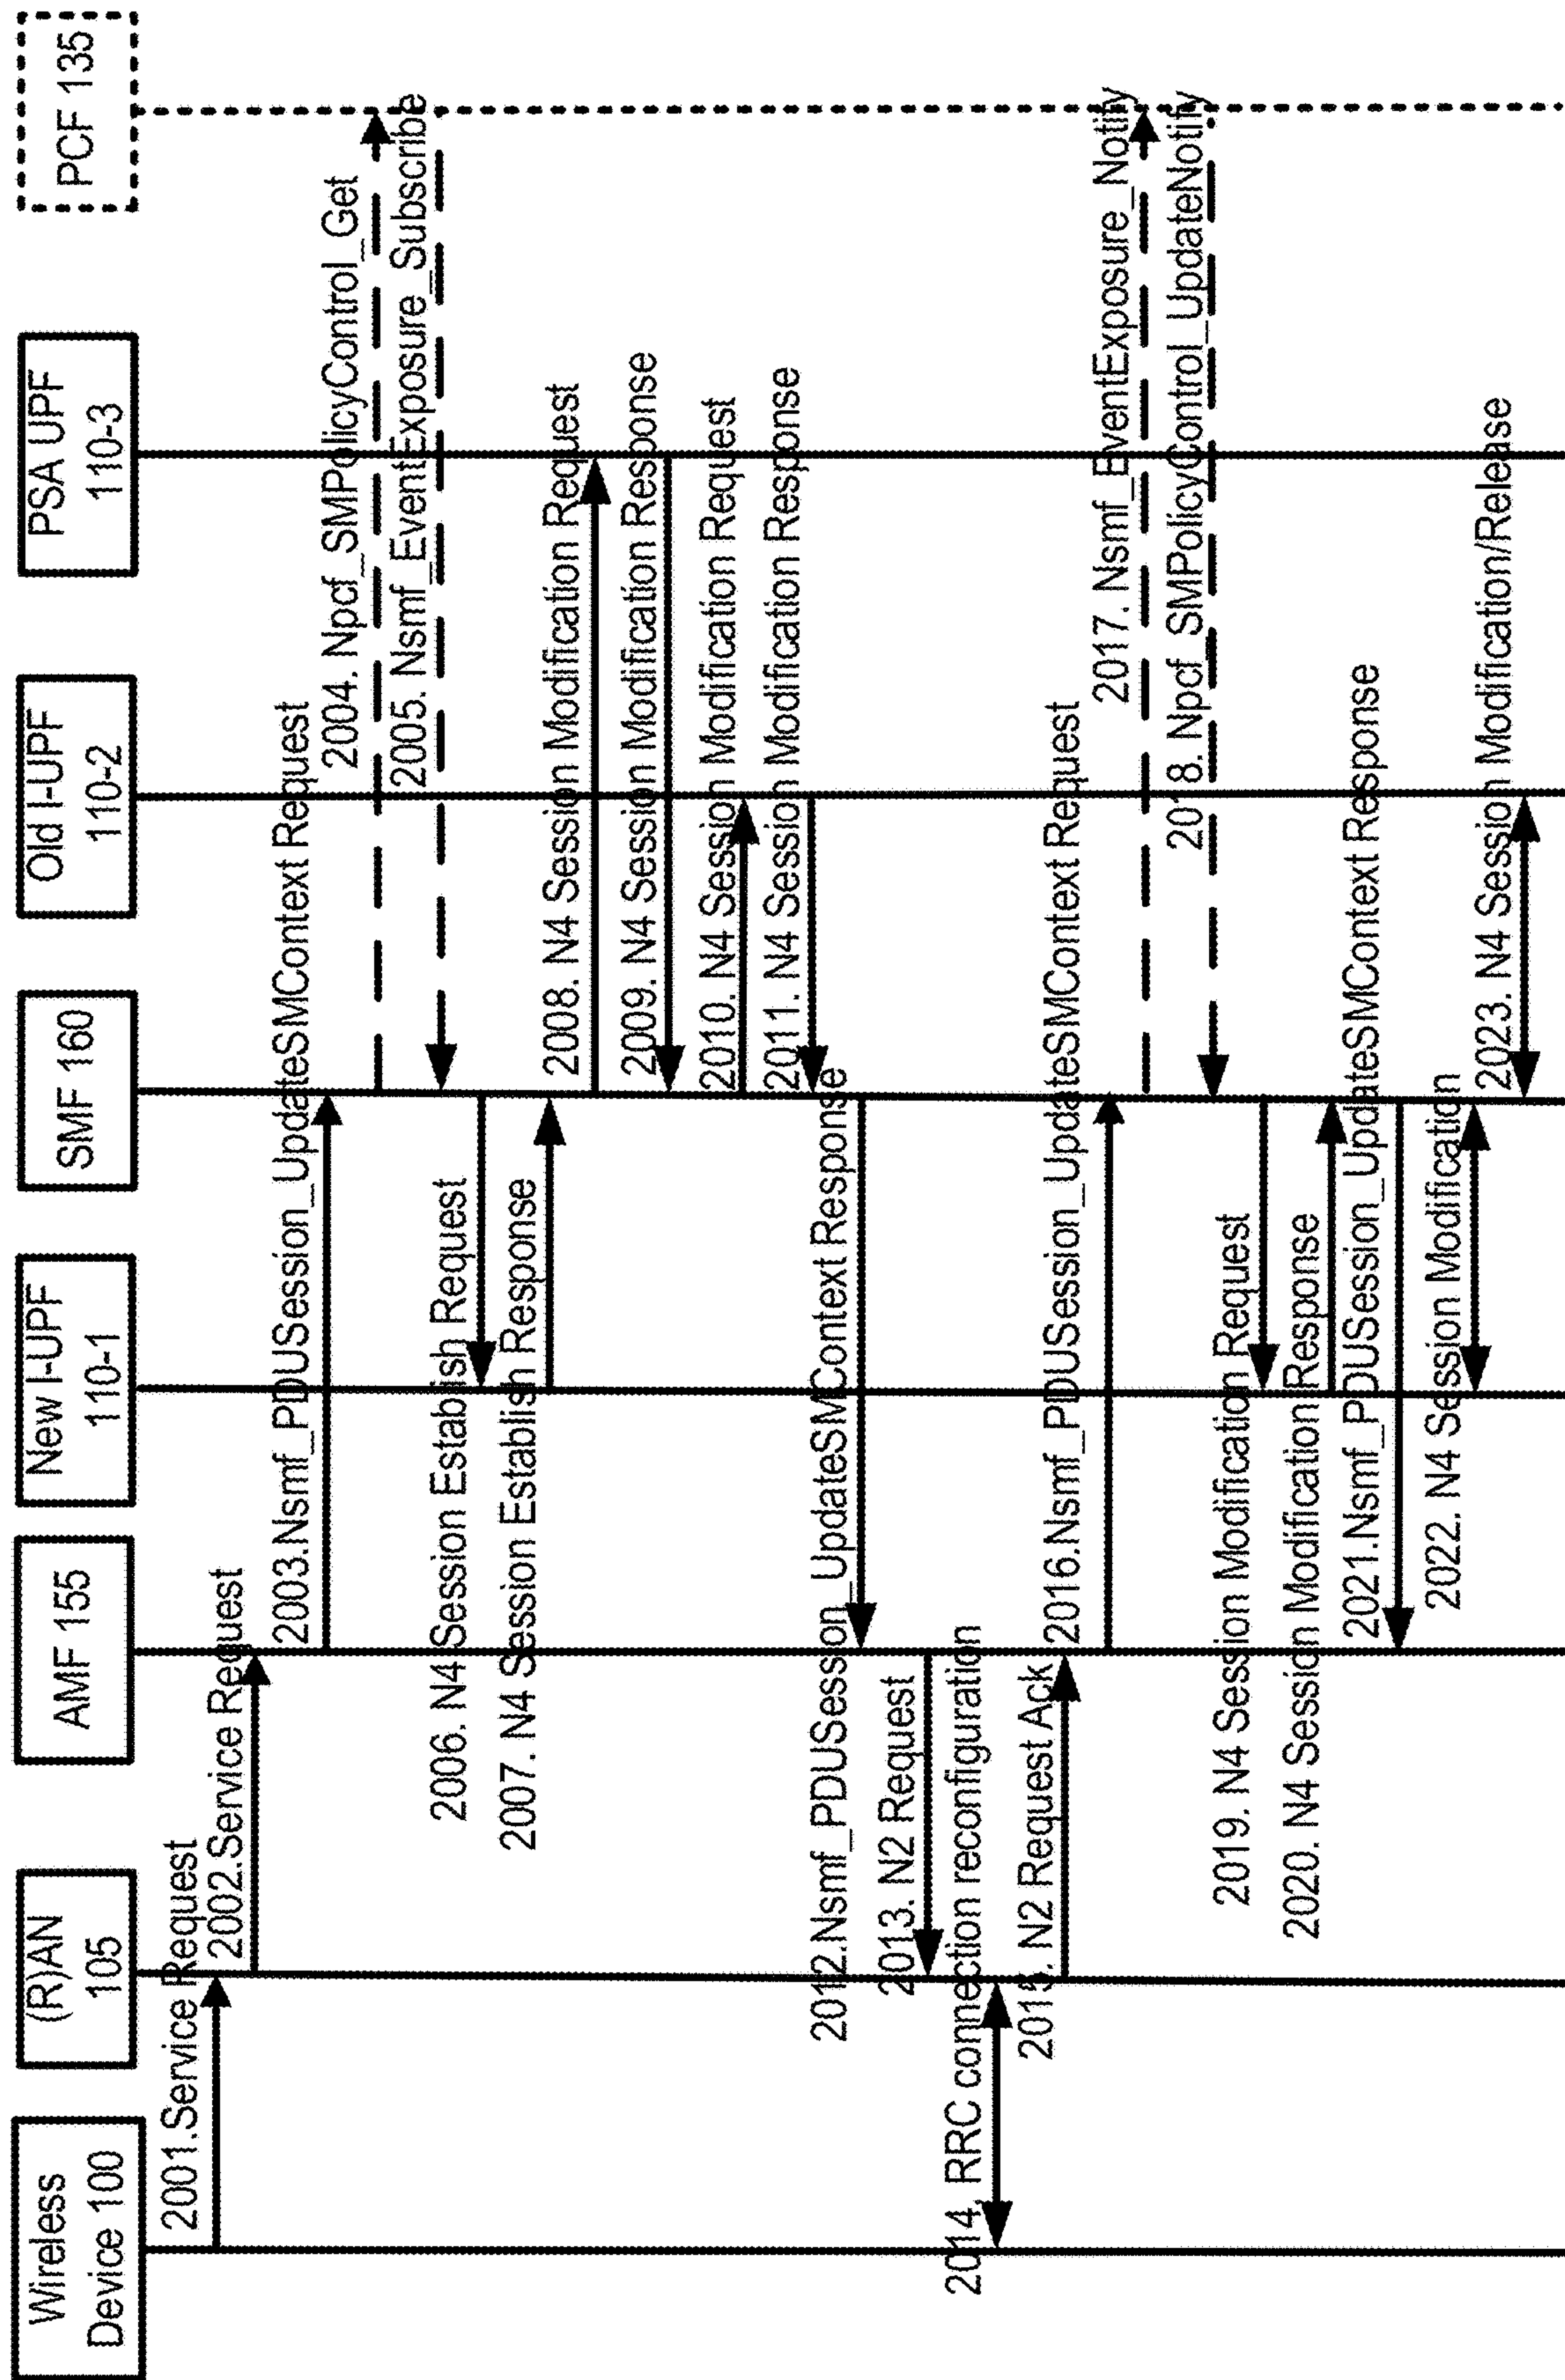 Wireless
Device 100
(R)AN
105
AMF 155
New I-UPF
110-1
SMF 160
Old I-UPF
110-2
PSA UPF
110-3
PCF 135
2001.Service Request
2002.Service Request
2003.Nsmf_PDUSession_UpdateSMContext Request
2004. Npcf_SMPolicyControl_Get
2005. Nsmf_EventExposure_Subscribe
2006. N4 Session Establish Request
2007. N4 Session Establish Response
2008. N4 Session Modification Request
2009. N4 Session Modification Response
2010. N4 Session Modification Request
2011. N4 Session Modification Response
2012.Nsmf_PDUSession_UpdateSMContext Response
2013. N2 Request
2014, RRC connection reconfiguration
2015. N2 Request Ack
2016.Nsmf_PDUSession_UpdateSMContext Request
2017. Nsmf_EventExposure_Notify
2018. Npcf_SMPolicyControl_UpdateNotify
2019. N4 Session Modification Request
2020. N4 Session Modification Response
2021.Nsmf_PDUSession_UpdateSMContext Response
2022. N4 Session Modification
2023. N4 Session Modification/Release